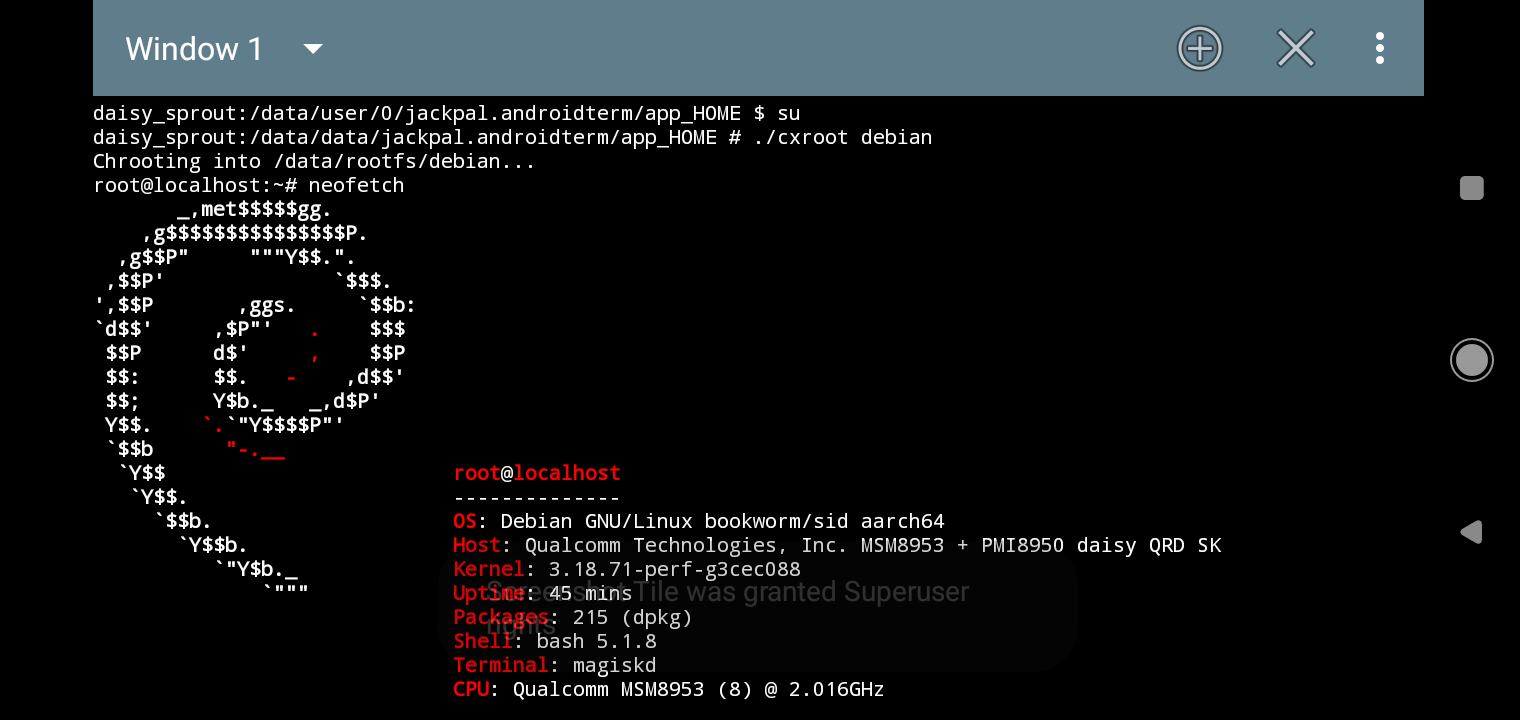 Window 1
daisy_sprout:/data/user/0/jackpal.androidterm/app_HOME $ su
daisy_sprout:/data/data/jackpal.androidterm/app_HOME # ./cxroot debian
Chrooting into /data/rootfs/debian...
root@localhost:~# neofetch
       _,met$$$$$gg.
    ,g$$$$$$$$$$$$$$$P.
  ,g$$P"     """Y$$.".
 ,$$P'              `$$$.
',$$P       ,ggs.     `$$b:
`d$$'     ,$P"'   .    $$$
 $$P      d$'     ,    $$P
 $$:      $$.   -    ,d$$'
 $$;      Y$b._   _,d$P'
 Y$$.    `.`"Y$$$$P"'
 `$$b      "-.__
  `Y$$                        root@localhost
   `Y$$.                      --------------
     `$$b.                    OS: Debian GNU/Linux bookworm/sid aarch64
       `Y$$b.                 Host: Qualcomm Technologies, Inc. MSM8953 + PMI8950 daisy QRD SK
          `"Y$b._             Kernel: 3.18.71-perf-g3cec088
              `"""            Uptime: 45 mins
Packages: 215 (dpkg)
Shell: bash 5.1.8
Terminal: magiskd
CPU: Qualcomm MSM8953 (8) @ 2.016GHz
Screenshot Tile was granted Superuser
rights